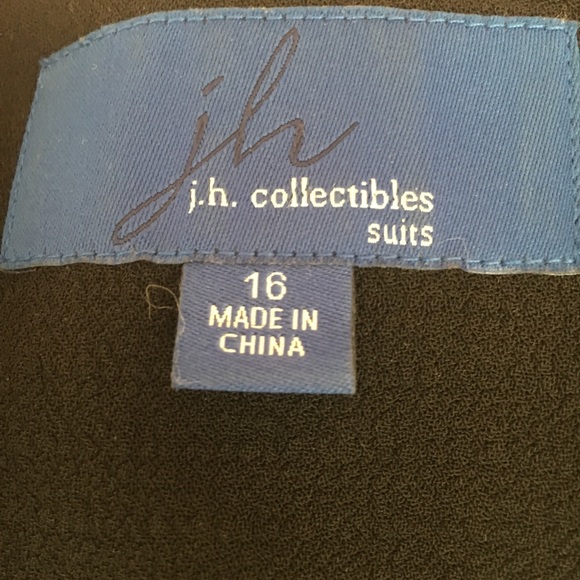 jh
j.h. collectibles
suits
16
MADE IN
CHINA